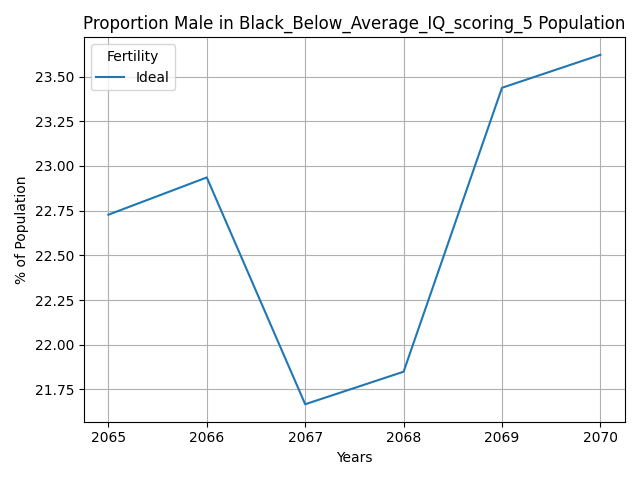 Proportion Male in Black_Below_Average_IQ_scoring_5 Population
Fertility
Ideal
23.50
23.25
23.00
22.75
22.50
22.25
22.00
21.75
% of Population
2065 2066 2067 2068 2069 2070
Years